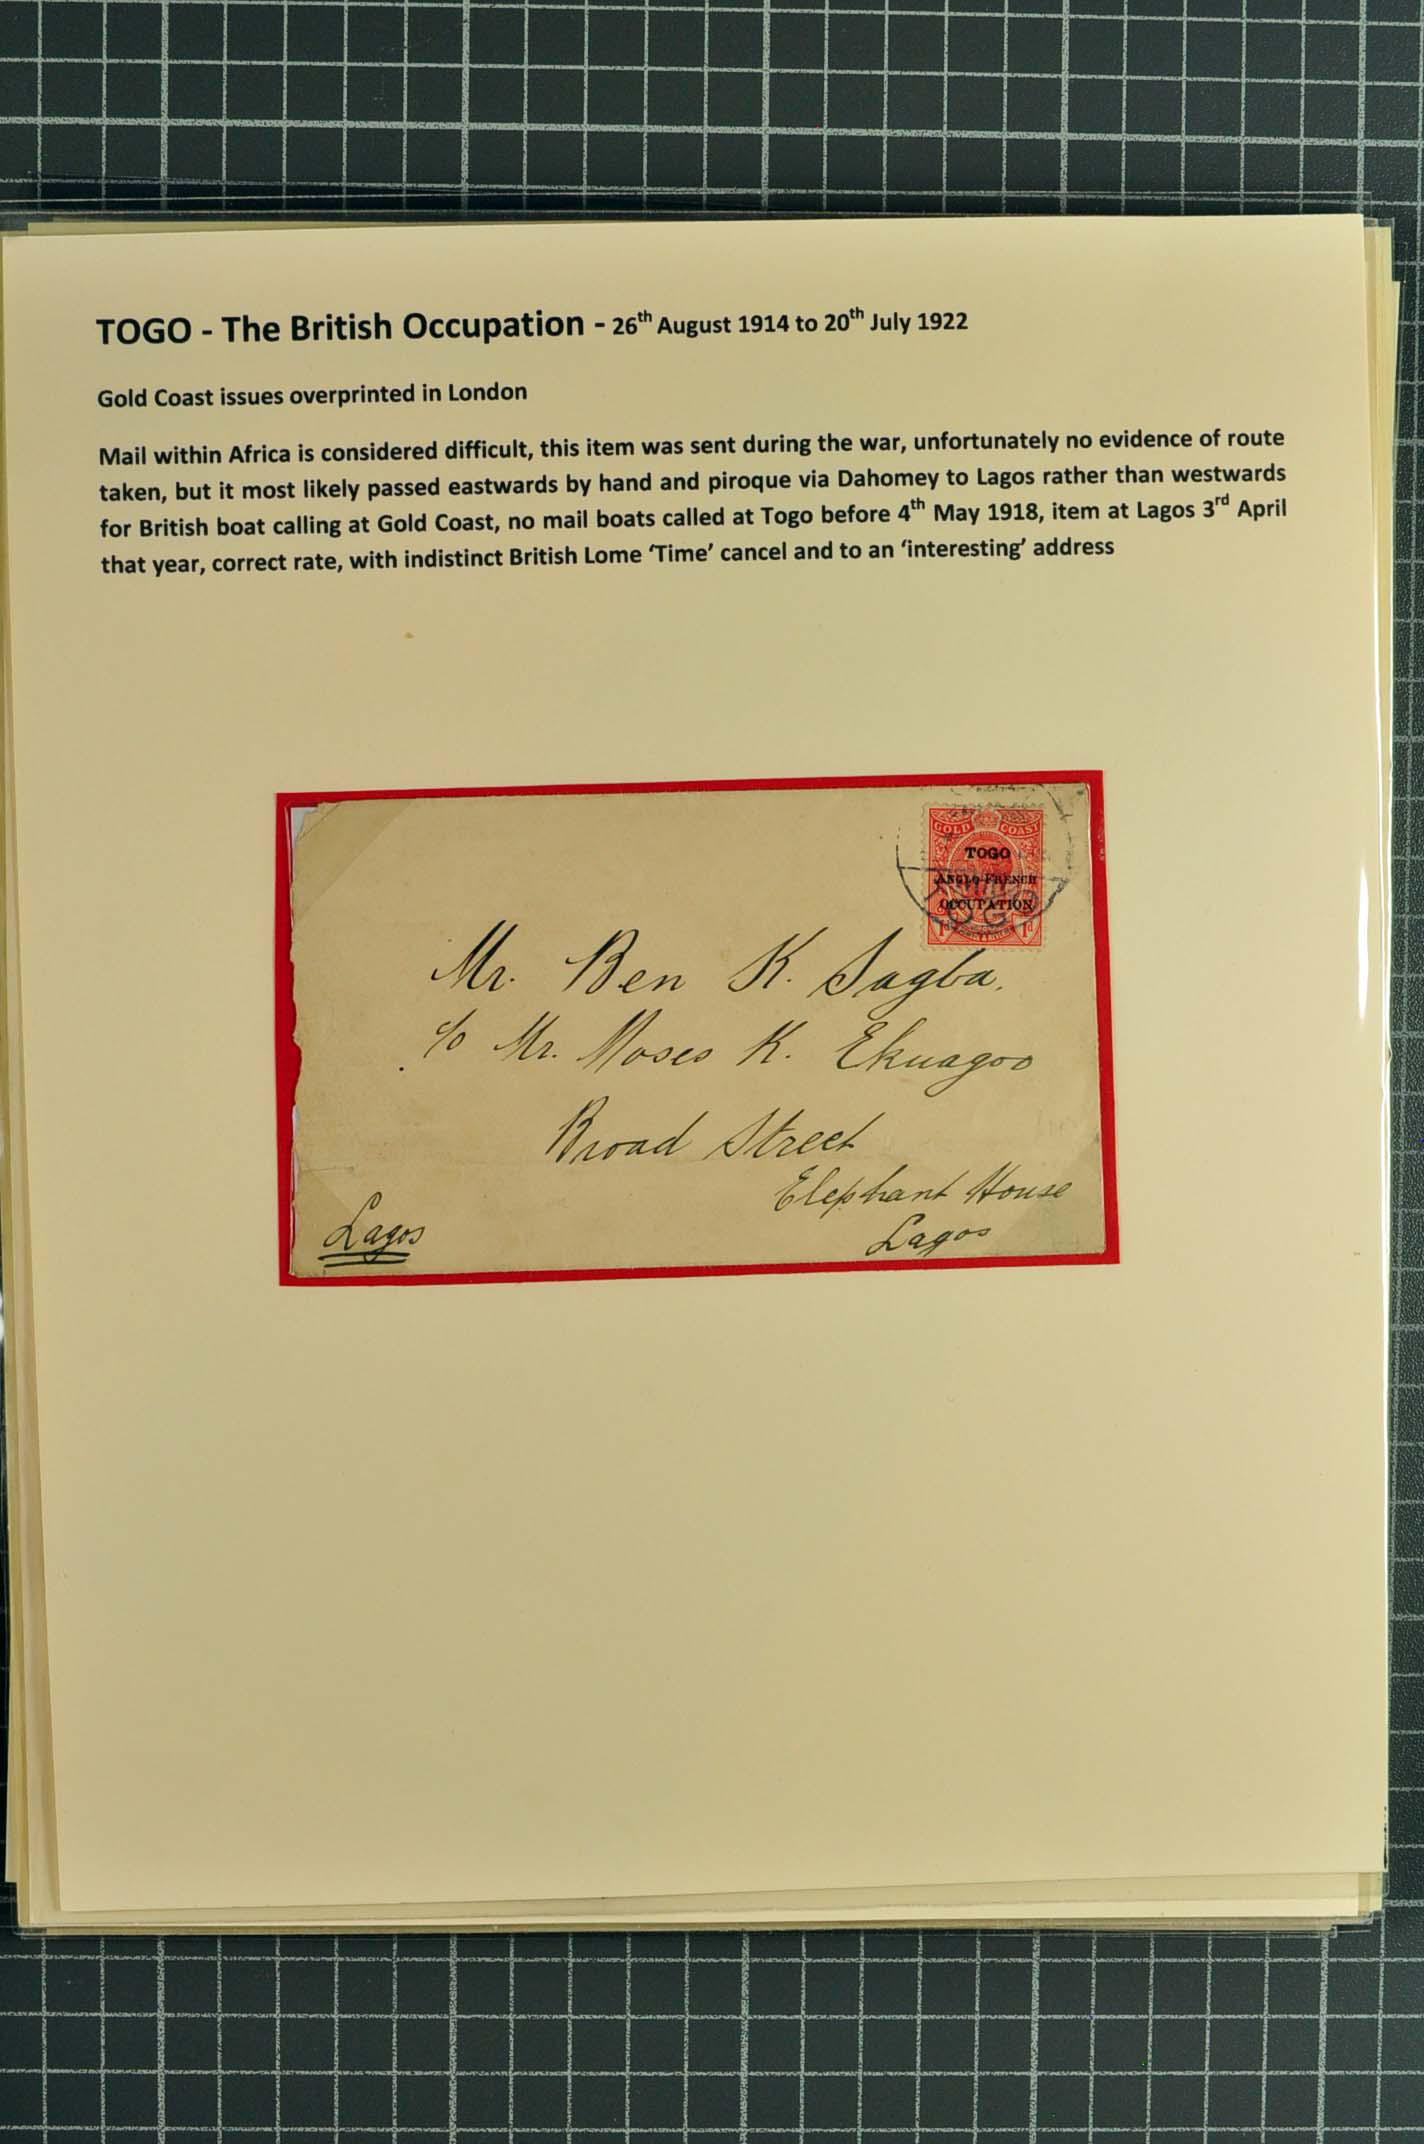 TOGO - The British Occupation - 26th August 1914 to 20th July 1922
Gold Coast issues overprinted in London
Mail within Africa is considered difficult, this item was sent during the war, unfortunately no evidence of route
taken, but it most likely passed eastwards by hand and piroque via Dahomey to Lagos rather than westwards
for British boat calling at Gold Coast, no mail boats called at Togo before 4th May 1918, item at Lagos 3rd April
that year, correct rate, with indistinct British Lome ‘Time’ cancel and to an ‘interesting’ address
GOLD COAST
TOGO
ANGLO-FRENCH
OCCUPATION
1d 1d
Mr. Ben K. Sagba.
c/o Mr. Moses K. Ekuagoo
Broad Street
Elephant House
Lagos
Lagos